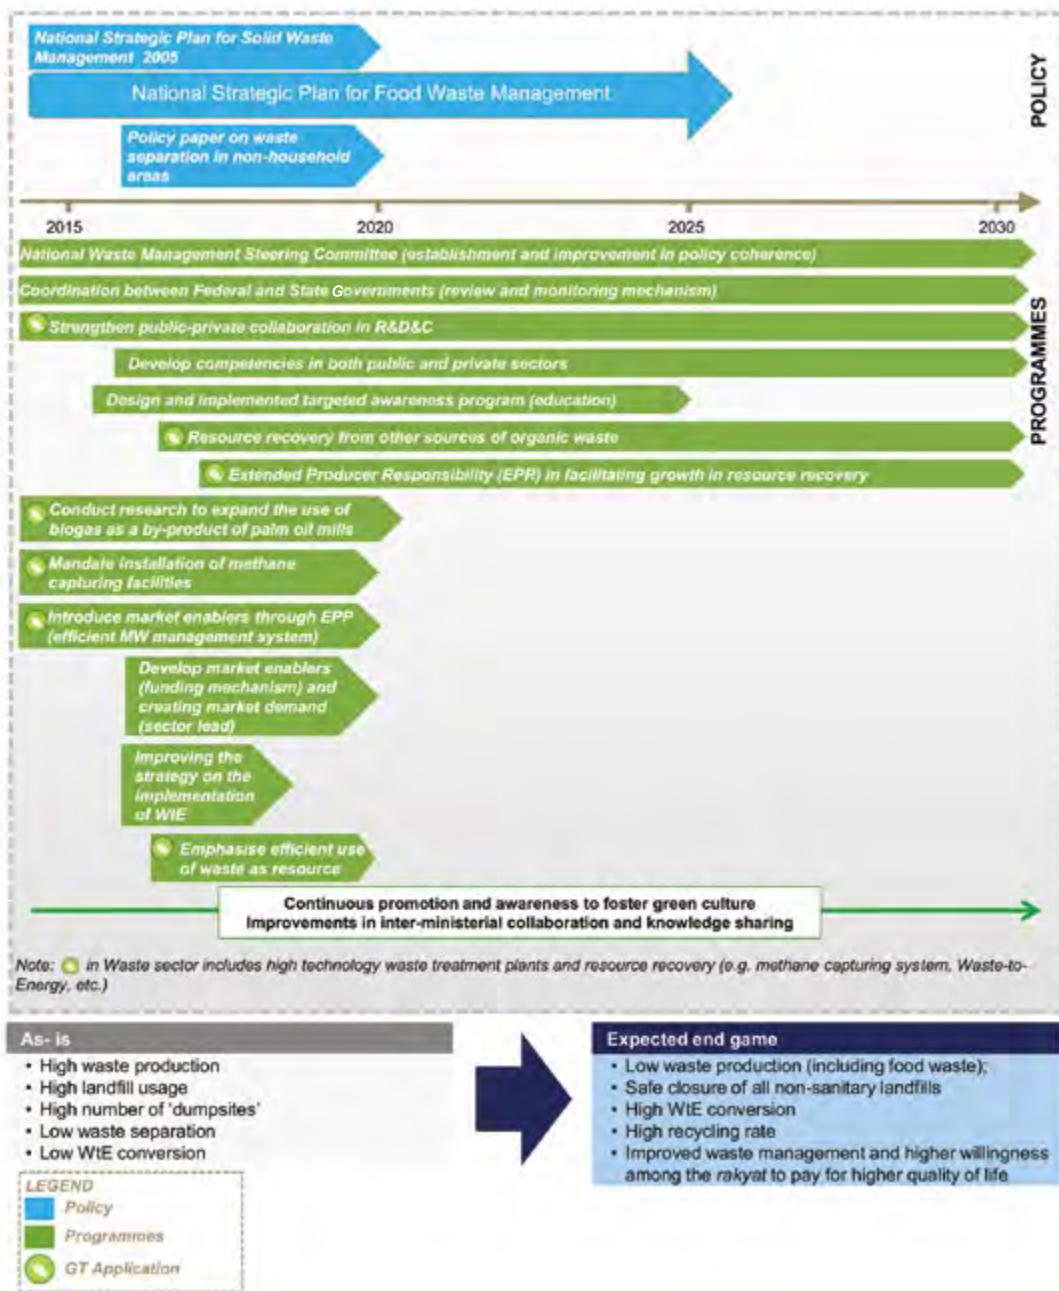 National Strategic Plan for Solid Waste
Management 2005
National Strategic Plan for Food Waste Management
Policy paper on waste
separation in non-household
areas
POLICY
2015 2020 2025 2030
National Waste Management Steering Committee (establishment and improvement in policy coherence)
Coordination between Federal and State Governments (review and monitoring mechanism)
Strengthen public-private collaboration in R&D&C
Develop competencies in both public and private sectors
Design and implemented targeted awareness program (education)
Resource recovery from other sources of organic waste
Extended Producer Responsibility (EPR) in facilitating growth in resource recovery
PROGRAMMES
Conduct research to expand the use of
biogas as a by-product of palm oil mills
Mandate installation of methane
capturing facilities
Introduce market enablers through EPP
(efficient MW management system)
Develop market enablers
(funding mechanism) and
creating market demand
(sector lead)
Improving the
strategy on the
implementation
of WIE
Emphasise efficient use
of waste as resource
Continuous promotion and awareness to foster green culture
Improvements in inter-ministerial collaboration and knowledge sharing
Note: in Waste sector includes high technology waste treatment plants and resource recovery (e.g. methane capturing system, Waste-to-
Energy, etc.)
As- is
• High waste production
• High landfill usage
• High number of 'dumpsites'
• Low waste separation
• Low WtE conversion
Expected end game
• Low waste production (including food waste);
• Safe closure of all non-sanitary landfills
• High WtE conversion
• High recycling rate
• Improved waste management and higher willingness
among the rakyat to pay for higher quality of life
LEGEND
Policy
Programmes
GT Application